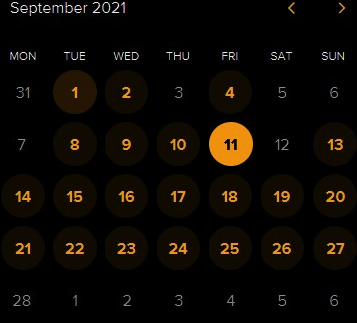 September 2021
MON TUE WED THU FRI SAT SUN
31 1 2 3 4 5 6
7 8 9 10 11 12 13
14 15 16 17 18 19 20
21 22 23 24 25 26 27
28 1 2 3 4 5 6